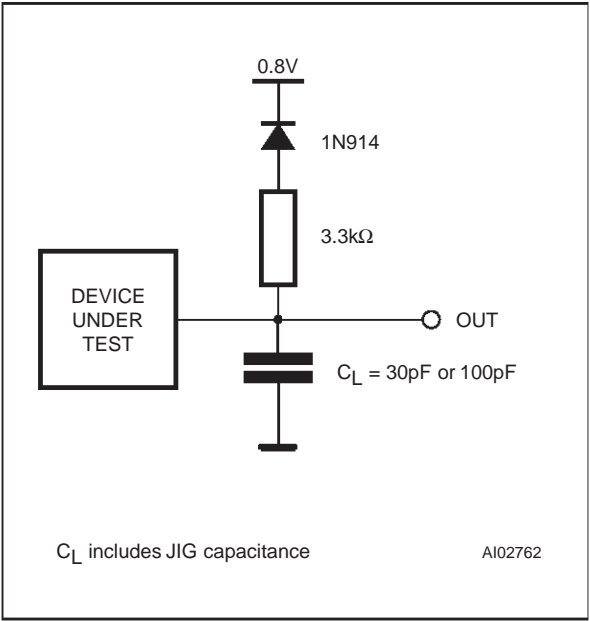 0.8V
1N914
3.3kΩ
DEVICE
UNDER
TEST
OUT
CL = 30pF or 100pF
CL includes JIG capacitance
AI02762